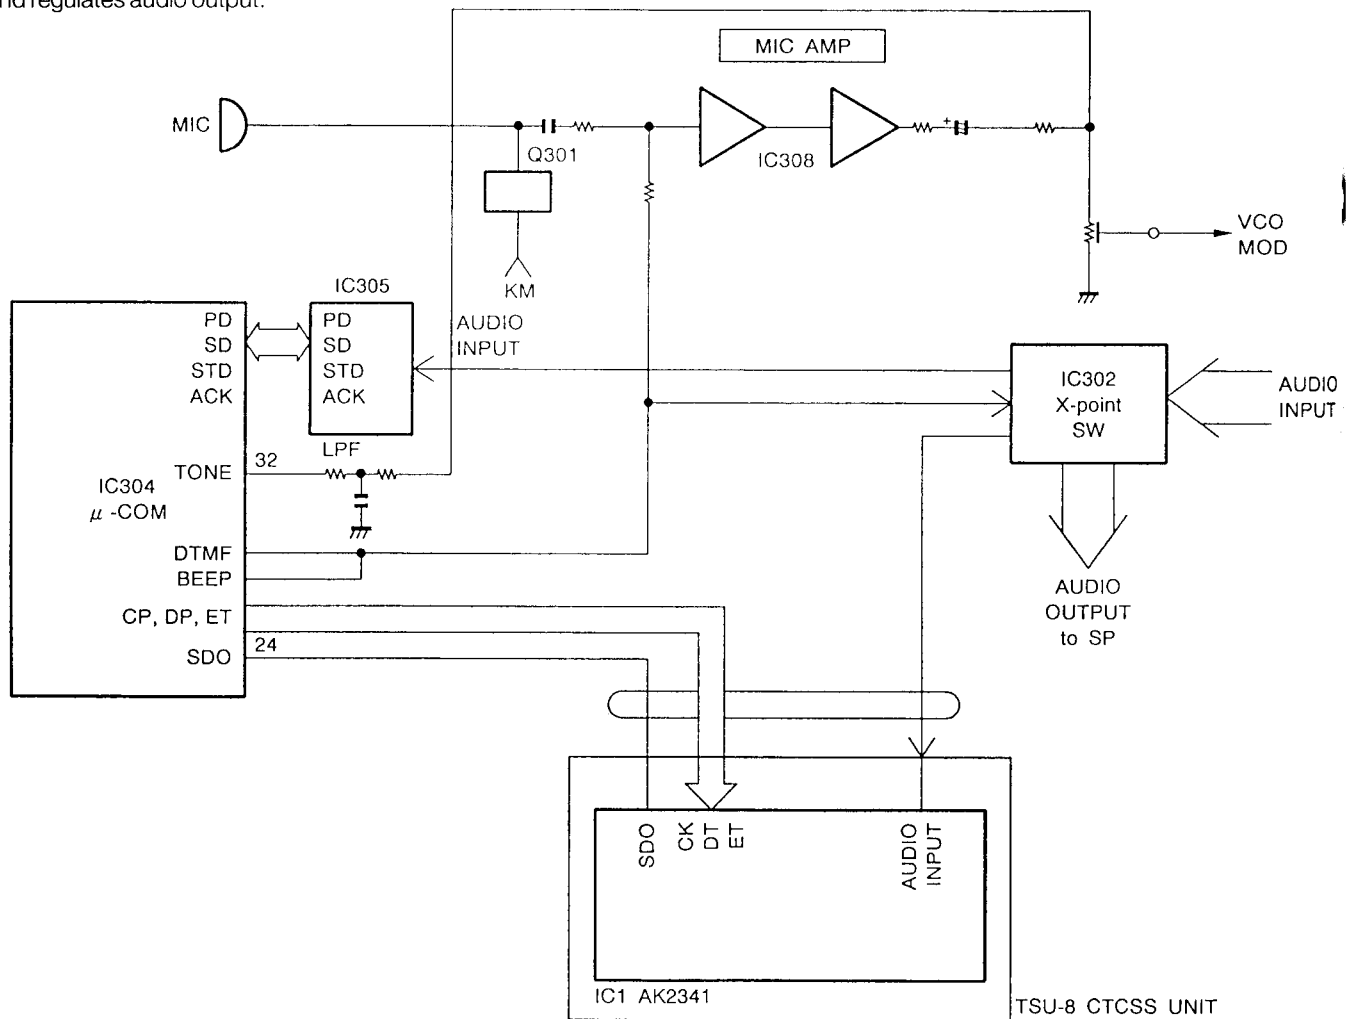 nd regulates audio output.
MIC AMP
MIC
Q301
IC308
+
VCO
MOD
KM
IC305
AUDIO
INPUT
PD
SD
STD
ACK
PD
SD
STD
ACK
IC302
X-point
SW
AUDIO
INPUT
LPF
TONE
32
IC304
μ-COM
DTMF
BEEP
CP, DP, ET
SDO
24
AUDIO
OUTPUT
to SP
SDO
CK
DT
ET
AUDIO
INPUT
IC1 AK2341
TSU-8 CTCSS UNIT